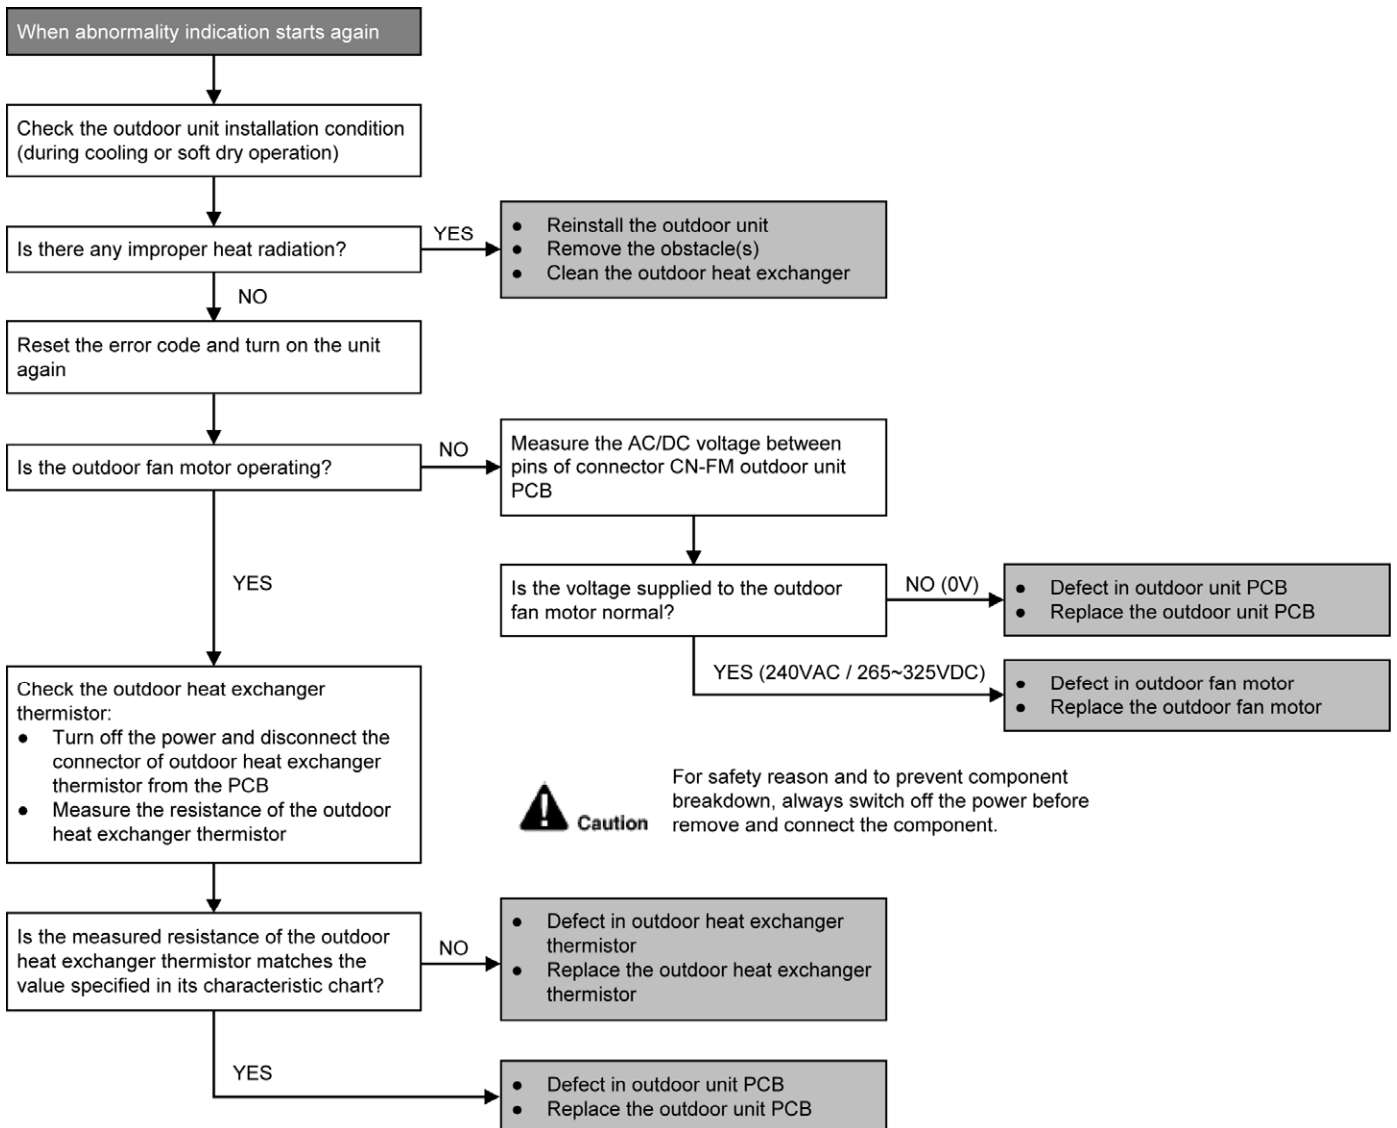 When abnormality indication starts again
Check the outdoor unit installation condition
(during cooling or soft dry operation)
Is there any improper heat radiation?
YES
● Reinstall the outdoor unit
● Remove the obstacle(s)
● Clean the outdoor heat exchanger
NO
Reset the error code and turn on the unit
again
Is the outdoor fan motor operating?
NO
Measure the AC/DC voltage between
pins of connector CN-FM outdoor unit
PCB
YES
Is the voltage supplied to the outdoor
fan motor normal?
NO (0V)
● Defect in outdoor unit PCB
● Replace the outdoor unit PCB
YES (240VAC / 265~325VDC)
● Defect in outdoor fan motor
● Replace the outdoor fan motor
Check the outdoor heat exchanger
thermistor:
● Turn off the power and disconnect the
connector of outdoor heat exchanger
thermistor from the PCB
● Measure the resistance of the outdoor
heat exchanger thermistor
Caution
For safety reason and to prevent component
breakdown, always switch off the power before
remove and connect the component.
Is the measured resistance of the outdoor
heat exchanger thermistor matches the
value specified in its characteristic chart?
NO
● Defect in outdoor heat exchanger
thermistor
● Replace the outdoor heat exchanger
thermistor
YES
● Defect in outdoor unit PCB
● Replace the outdoor unit PCB